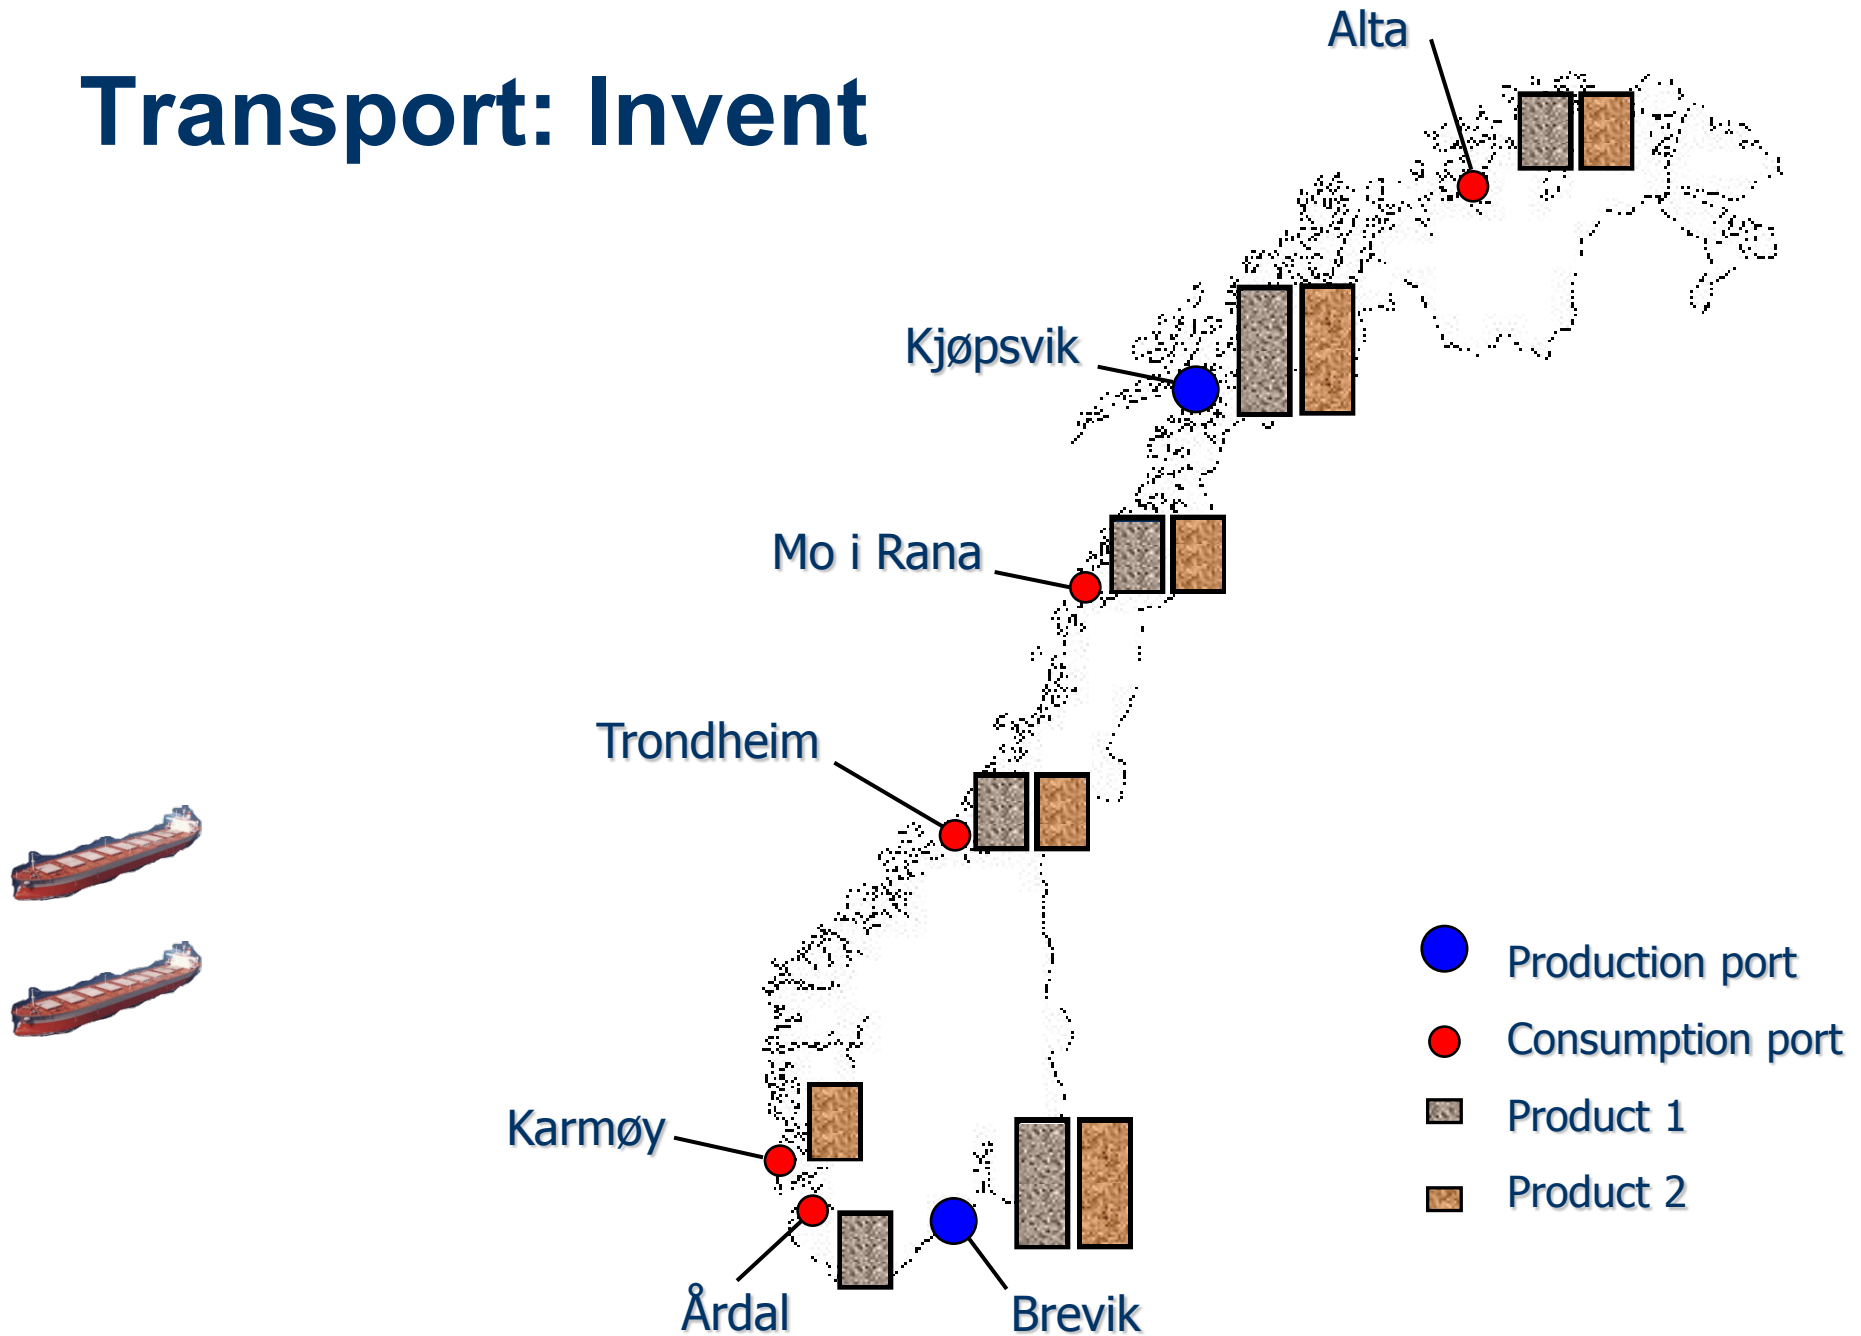 Alta
Transport: Invent
Kjøpsvik
Mo i Rana
Trondheim
Production port
Consumption port
Karmøy
Product 1
Product 2
Årdal
Brevik